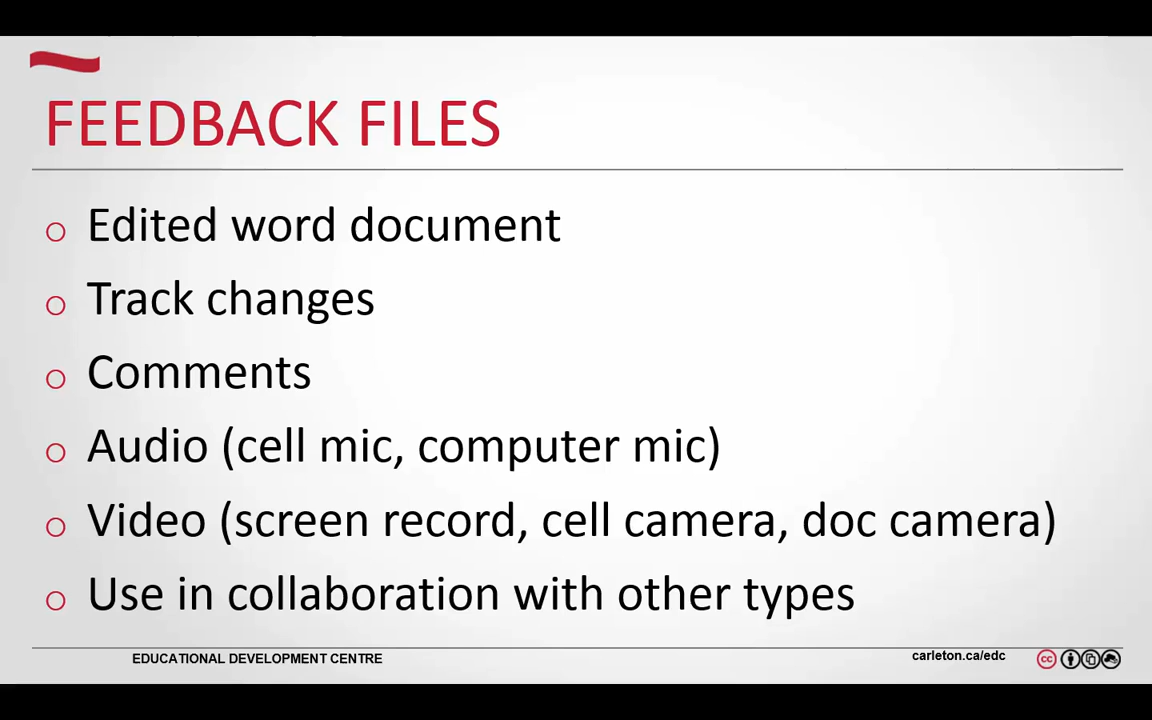 FEEDBACK FILES
o Edited word document
o Track changes
o Comments
o Audio (cell mic, computer mic)
o Video (screen record, cell camera, doc camera)
o Use in collaboration with other types
EDUCATIONAL DEVELOPMENT CENTRE
carleton.ca/edc
cc